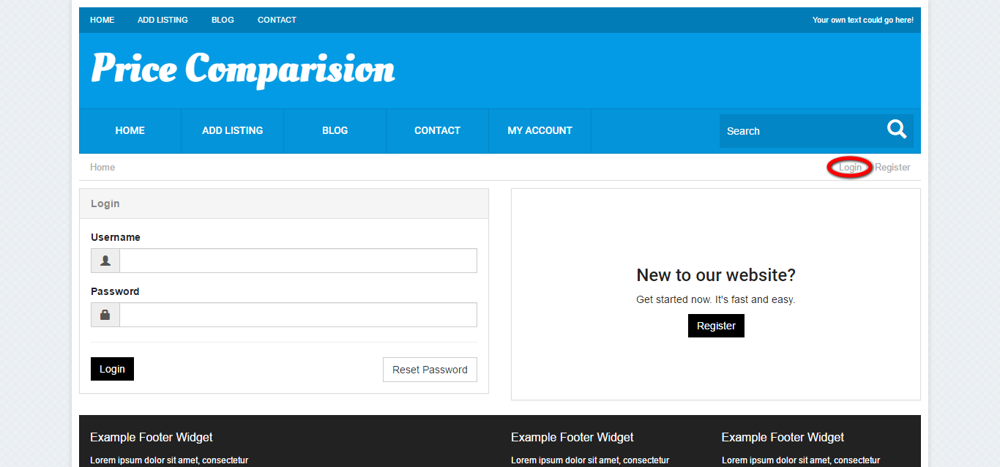 HOME ADD LISTING BLOG CONTACT Your own text could go here!
Price Comparision
HOME ADD LISTING BLOG CONTACT MY ACCOUNT Search
Home Login Register
Login
Username
Password
Login Reset Password
New to our website?
Get started now. It's fast and easy.
Register
Example Footer Widget Example Footer Widget Example Footer Widget
Lorem ipsum dolor sit amet, consectetur Lorem ipsum dolor sit amet, consectetur Lorem ipsum dolor sit amet, consectetur